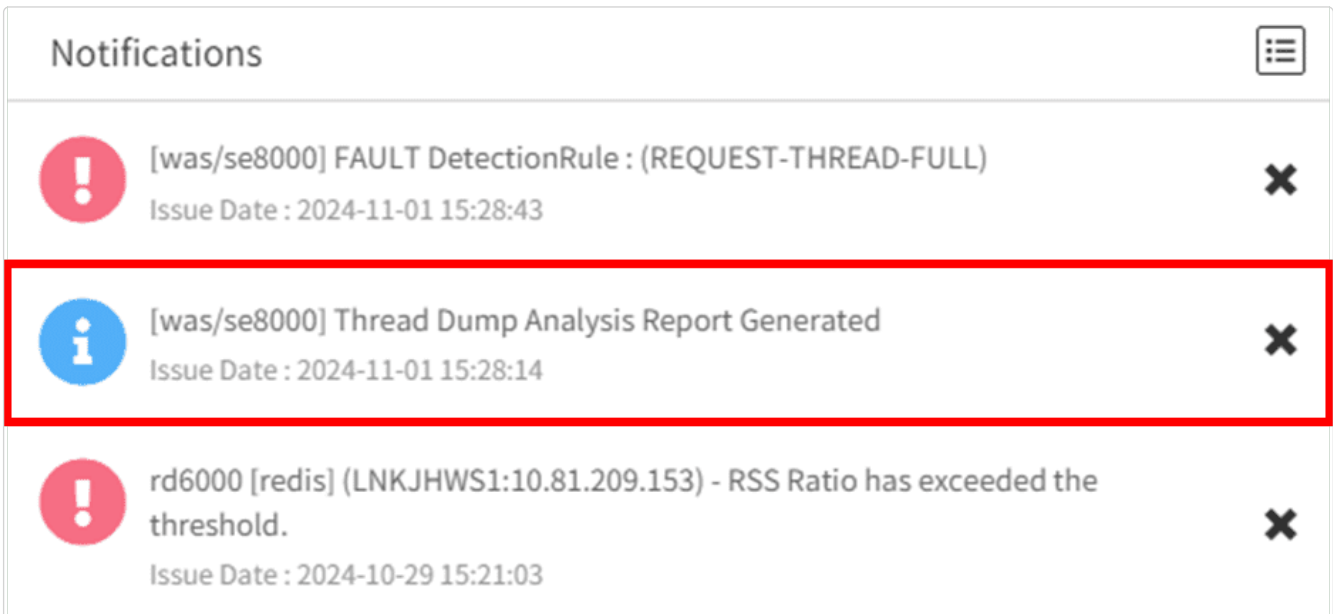 Notifications
[was/se8000] FAULT DetectionRule : (REQUEST-THREAD-FULL)
Issue Date : 2024-11-01 15:28:43
[was/se8000] Thread Dump Analysis Report Generated
Issue Date : 2024-11-01 15:28:14
rd6000 [redis] (LNKJHWS1:10.81.209.153) - RSS Ratio has exceeded the
threshold.
Issue Date : 2024-10-29 15:21:03